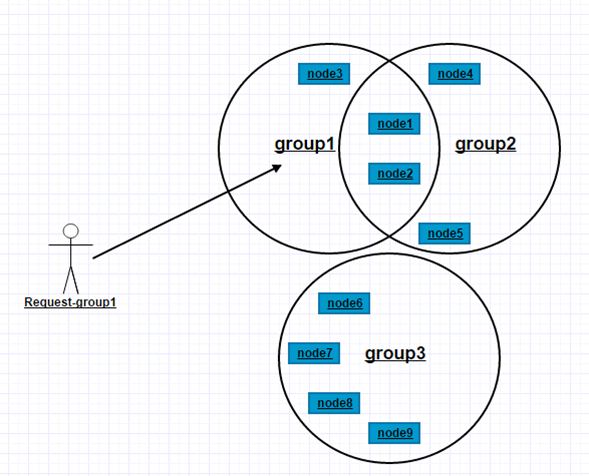 node3
node4
node1
group1
group2
node2
node5
Request-group1
node6
node7
group3
node8
node9